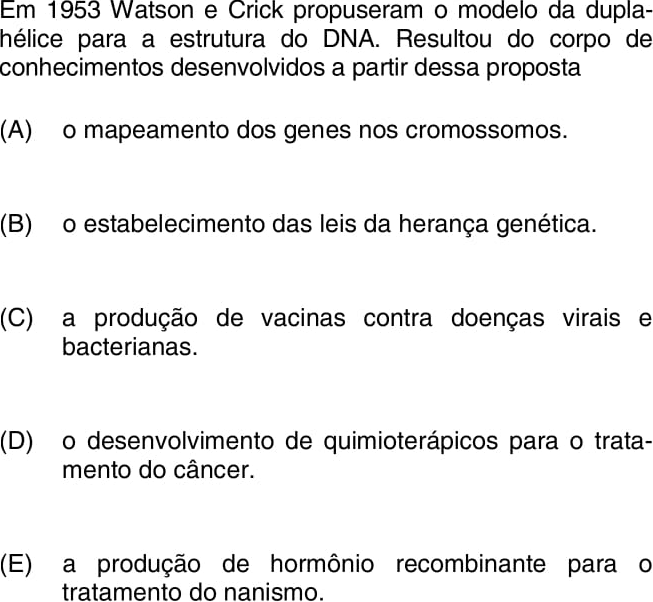 Em 1953 Watson e Crick propuseram o modelo da dupla-
hélice para a estrutura do DNA. Resultou do corpo de
conhecimentos desenvolvidos a partir dessa proposta
(A) o mapeamento dos genes nos cromossomos.
(B) o estabelecimento das leis da herança genética.
(C) a produção de vacinas contra doenças virais e
bacterianas.
(D) o desenvolvimento de quimioterápicos para o trata-
mento do câncer.
(E) a produção de hormônio recombinante para o
tratamento do nanismo.